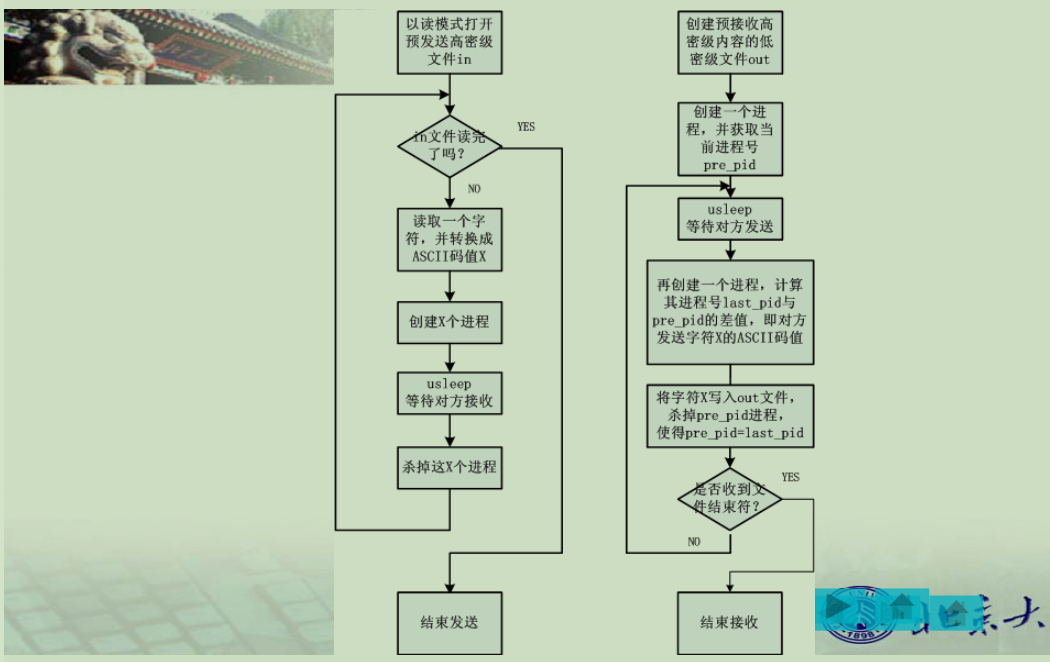 以读模式打开
预发送高密级
文件in
in文件读完
了吗?
YES
NO
读取一个字
符,并转换成
ASCII码值X
创建X个进程
usleep
等待对方接收
杀掉这X个进程
结束发送
创建预接收高
密级内容的低
密级文件out
创建一个进
程,并获取当
前进程号
pre_pid
usleep
等待对方发送
再创建一个进程,计算
其进程号last_pid与
pre_pid的差值,即对方
发送字符X的ASCII码值
将字符X写入out文件,
杀掉pre_pid进程,
使得pre_pid=last_pid
是否收到文
件结束符?
YES
NO
结束接收
1898
北京大